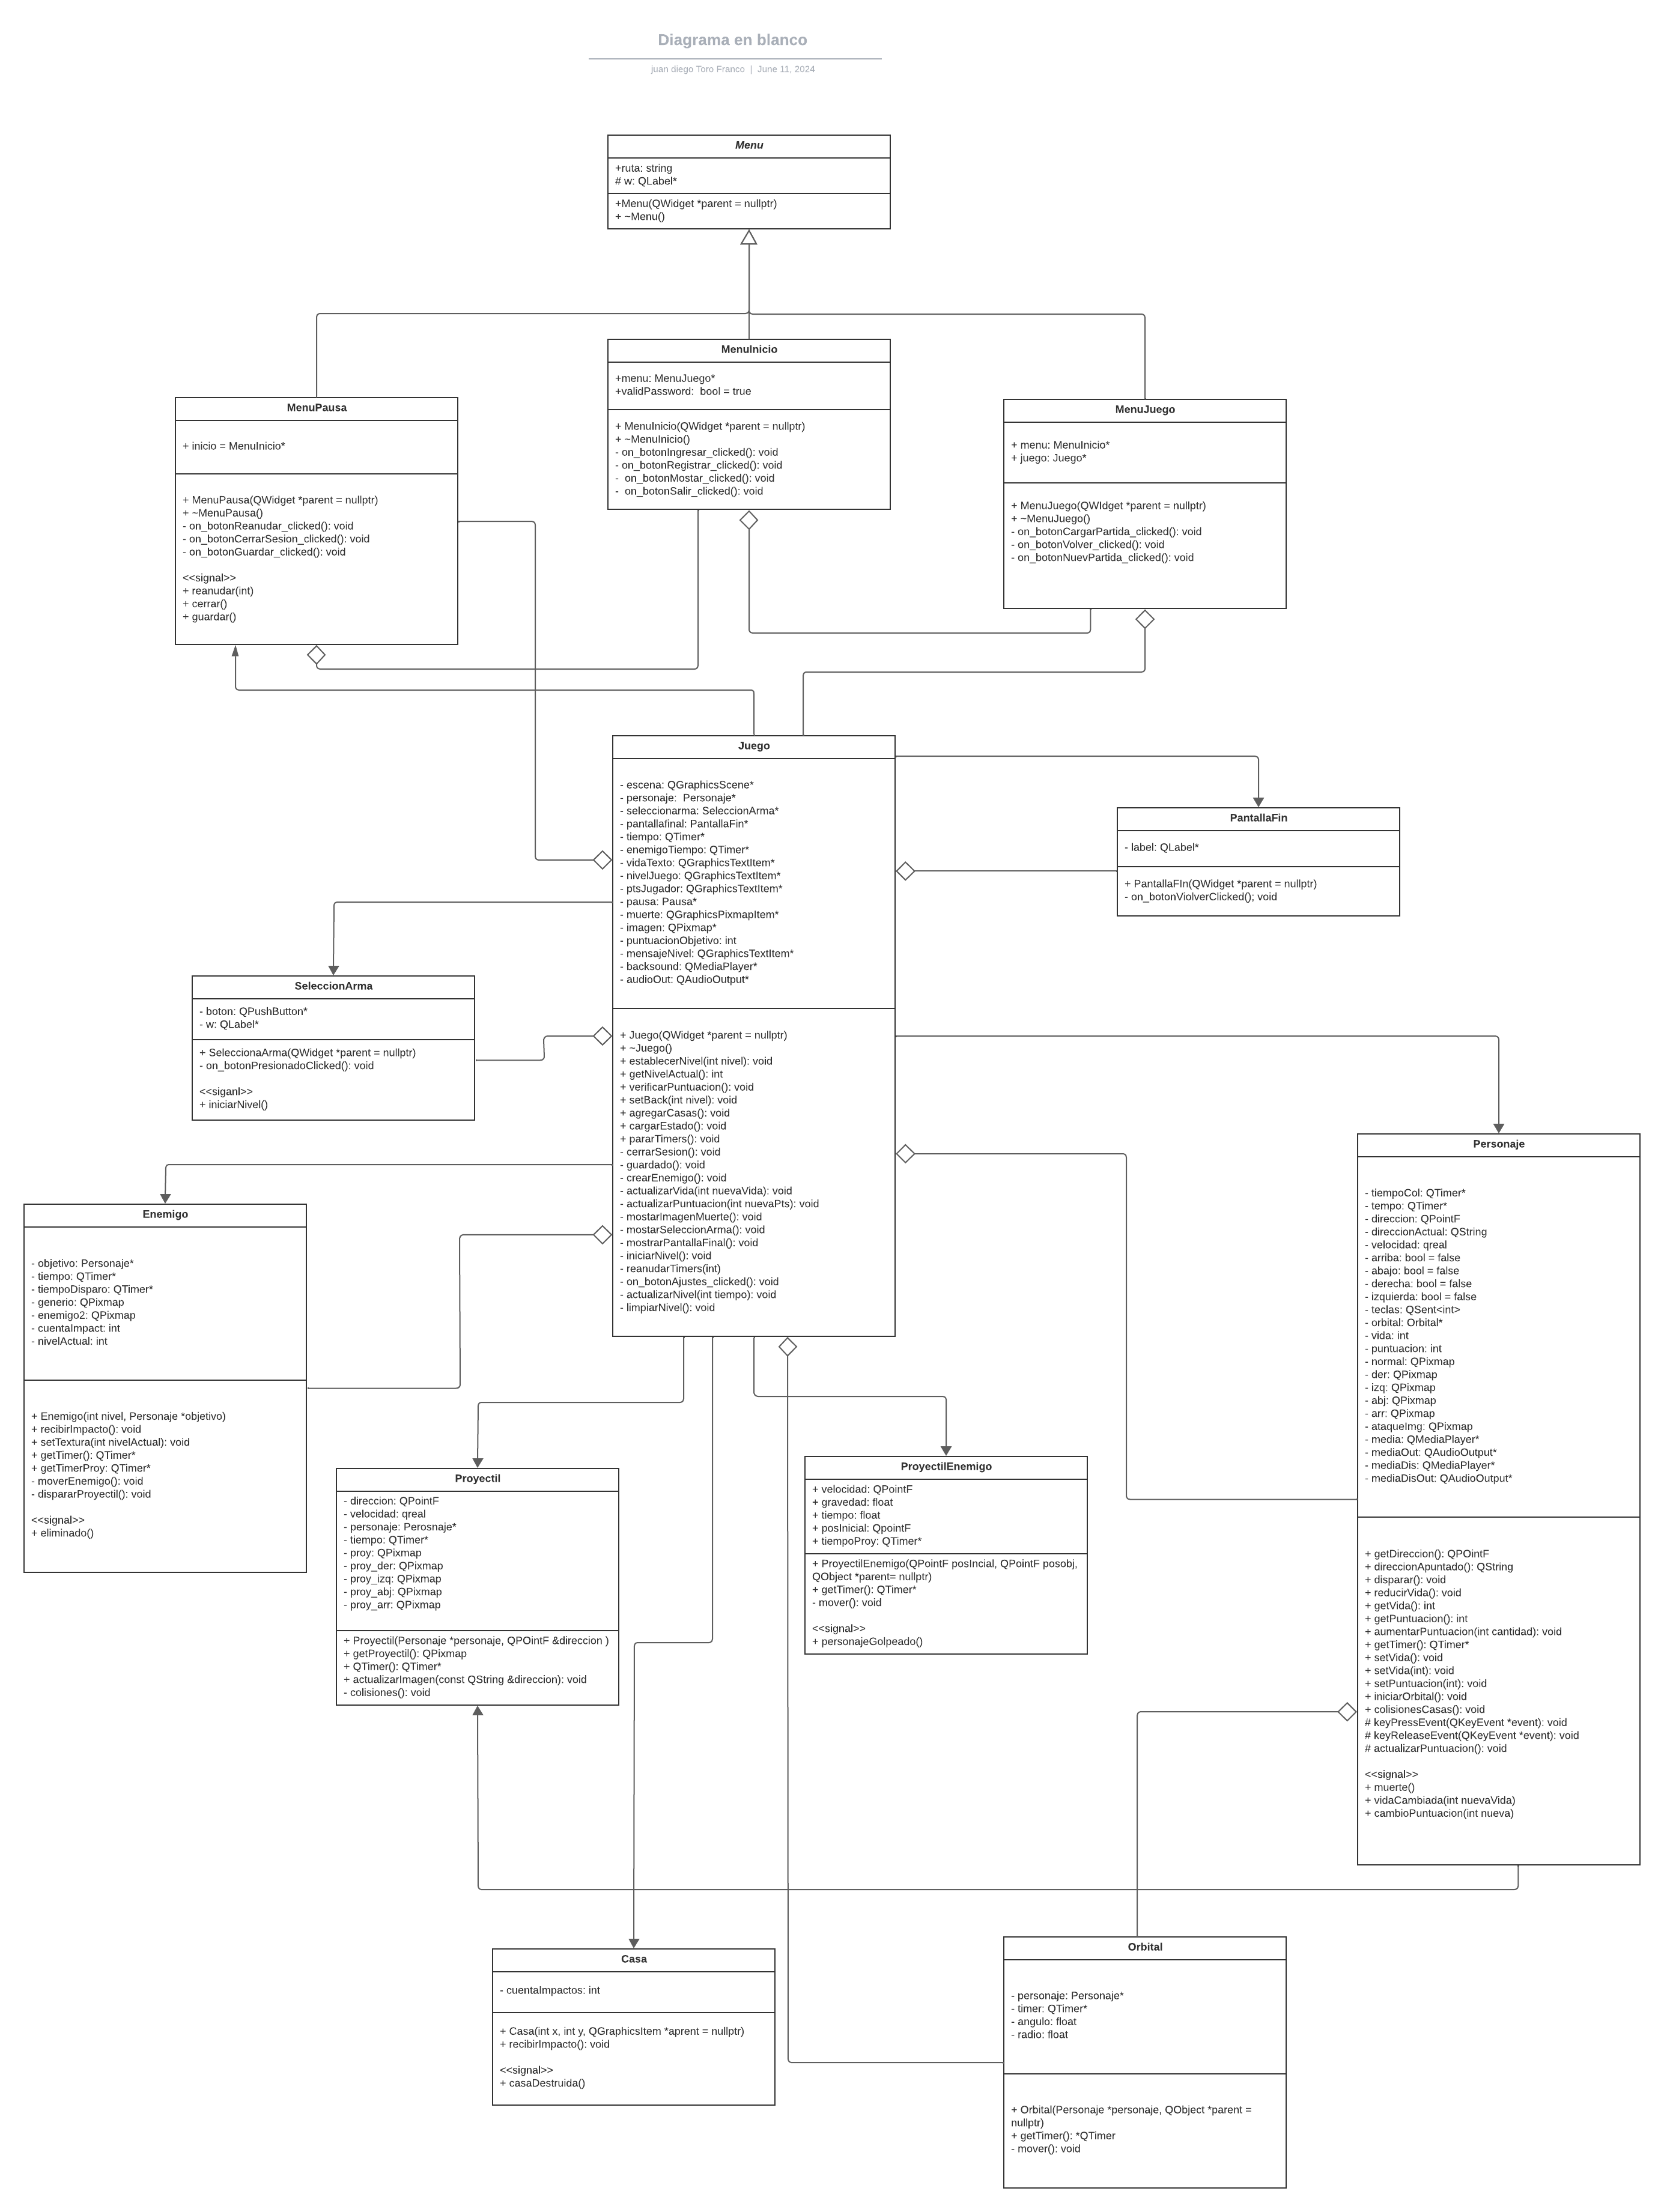 Diagrama en blanco
juan diego Toro Franco | June 11, 2024
Menu
+ruta: string
# w: QLabel*
+Menu(QWidget *parent = nullptr)
+ ~Menu()
MenuInicio
+menu: MenuJuego*
+validPassword:  bool = true
+ MenuInicio(QWidget *parent = nullptr)
+ ~MenuInicio()
- on_botonIngresar_clicked(): void
- on_botonRegistrar_clicked(): void
-  on_botonMostar_clicked(): void
-  on_botonSalir_clicked(): void
MenuPausa
+ inicio = MenuInicio*
+ MenuPausa(QWidget *parent = nullptr)
+ ~MenuPausa()
- on_botonReanudar_clicked(): void
- on_botonCerrarSesion_clicked(): void
- on_botonGuardar_clicked(): void
<<signal>>
+ reanudar(int)
+ cerrar()
+ guardar()
MenuJuego
+ menu: MenuInicio*
+ juego: Juego*
+ MenuJuego(QWIdget *parent = nullptr)
+ ~MenuJuego()
- on_botonCargarPartida_clicked(): void
- on_botonVolver_clicked(): void
- on_botonNuevPartida_clicked(): void
Juego
- escena: QGraphicsScene*
- personaje:  Personaje*
- seleccionarma: SeleccionArma*
- pantallafinal: PantallaFin*
- tiempo: QTimer*
- enemigoTiempo: QTimer*
- vidaTexto: QGraphicsTextItem*
- nivelJuego: QGraphicsTextItem*
- ptsJugador: QGraphicsTextItem*
- pausa: Pausa*
- muerte: QGraphicsPixmapItem*
- imagen: QPixmap*
- puntuacionObjetivo: int
- mensajeNivel: QGraphicsTextItem*
- backsound: QMediaPlayer*
- audioOut: QAudioOutput*
+ Juego(QWidget *parent = nullptr)
+ ~Juego()
+ establecerNivel(int nivel): void
+ getNivelActual(): int
+ verificarPuntuacion(): void
+ setBack(int nivel): void
+ agregarCasas(): void
+ cargarEstado(): void
+ pararTimers(): void
- cerrarSesion(): void
- guardado(): void
- crearEnemigo(): void
- actualizarVida(int nuevaVida): void
- actualizarPuntuacion(int nuevaPts): void
- mostarImagenMuerte(): void
- mostarSeleccionArma(): void
- mostrarPantallaFinal(): void
- iniciarNivel(): void
- reanudarTimers(int)
- on_botonAjustes_clicked(): void
- actualizarNivel(int tiempo): void
- limpiarNivel(): void
PantallaFin
- label: QLabel*
+ PantallaFIn(QWidget *parent = nullptr)
- on_botonViolverClicked(); void
SeleccionArma
- boton: QPushButton*
- w: QLabel*
+ SeleccionaArma(QWidget *parent = nullptr)
- on_botonPresionadoClicked(): void
<<siganl>>
+ iniciarNivel()
Personaje
- tiempoCol: QTimer*
- tempo: QTimer*
- direccion: QPointF
- direccionActual: QString
- velocidad: qreal
- arriba: bool = false
- abajo: bool = false
- derecha: bool = false
- izquierda: bool = false
- teclas: QSent<int>
- orbital: Orbital*
- vida: int
- puntuacion: int
- normal: QPixmap
- der: QPixmap
- izq: QPixmap
- abj: QPixmap
- arr: QPixmap
- ataqueImg: QPixmap
- media: QMediaPlayer*
- mediaOut: QAudioOutput*
- mediaDis: QMediaPlayer*
- mediaDisOut: QAudioOutput*
+ getDireccion(): QPOintF
+ direccionApuntado(): QString
+ disparar(): void
+ reducirVida(): void
+ getVida(): int
+ getPuntuacion(): int
+ aumentarPuntuacion(int cantidad): void
+ getTimer(): QTimer*
+ setVida(): void
+ setVida(int): void
+ setPuntuacion(int): void
+ iniciarOrbital(): void
+ colisionesCasas(): void
# keyPressEvent(QKeyEvent *event): void
# keyReleaseEvent(QKeyEvent *event): void
# actualizarPuntuacion(): void
<<signal>>
+ muerte()
+ vidaCambiada(int nuevaVida)
+ cambioPuntuacion(int nueva)
Enemigo
- objetivo: Personaje*
- tiempo: QTimer*
- tiempoDisparo: QTimer*
- generio: QPixmap
- enemigo2: QPixmap
- cuentaImpact: int
- nivelActual: int
+ Enemigo(int nivel, Personaje *objetivo)
+ recibirImpacto(): void
+ setTextura(int nivelActual): void
+ getTimer(): QTimer*
+ getTimerProy: QTimer*
- moverEnemigo(): void
- dispararProyectil(): void
<<signal>>
+ eliminado()
Proyectil
- direccion: QPointF
- velocidad: qreal
- personaje: Perosnaje*
- tiempo: QTimer*
- proy: QPixmap
- proy_der: QPixmap
- proy_izq: QPixmap
- proy_abj: QPixmap
- proy_arr: QPixmap
+ Proyectil(Personaje *personaje, QPOintF &direccion )
+ getProyectil(): QPixmap
+ QTimer(): QTimer*
+ actualizarImagen(const QString &direccion): void
- colisiones(): void
ProyectilEnemigo
+ velocidad: QPointF
+ gravedad: float
+ tiempo: float
+ posInicial: QpointF
+ tiempoProy: QTimer*
+ ProyectilEnemigo(QPointF posIncial, QPointF posobj,
QObject *parent= nullptr)
+ getTimer(): QTimer*
- mover(): void
<<signal>>
+ personajeGolpeado()
Casa
- cuentaImpactos: int
+ Casa(int x, int y, QGraphicsItem *aprent = nullptr)
+ recibirImpacto(): void
<<signal>>
+ casaDestruida()
Orbital
- personaje: Personaje*
- timer: QTimer*
- angulo: float
- radio: float
+ Orbital(Personaje *personaje, QObject *parent =
nullptr)
+ getTimer(): *QTimer
- mover(): void